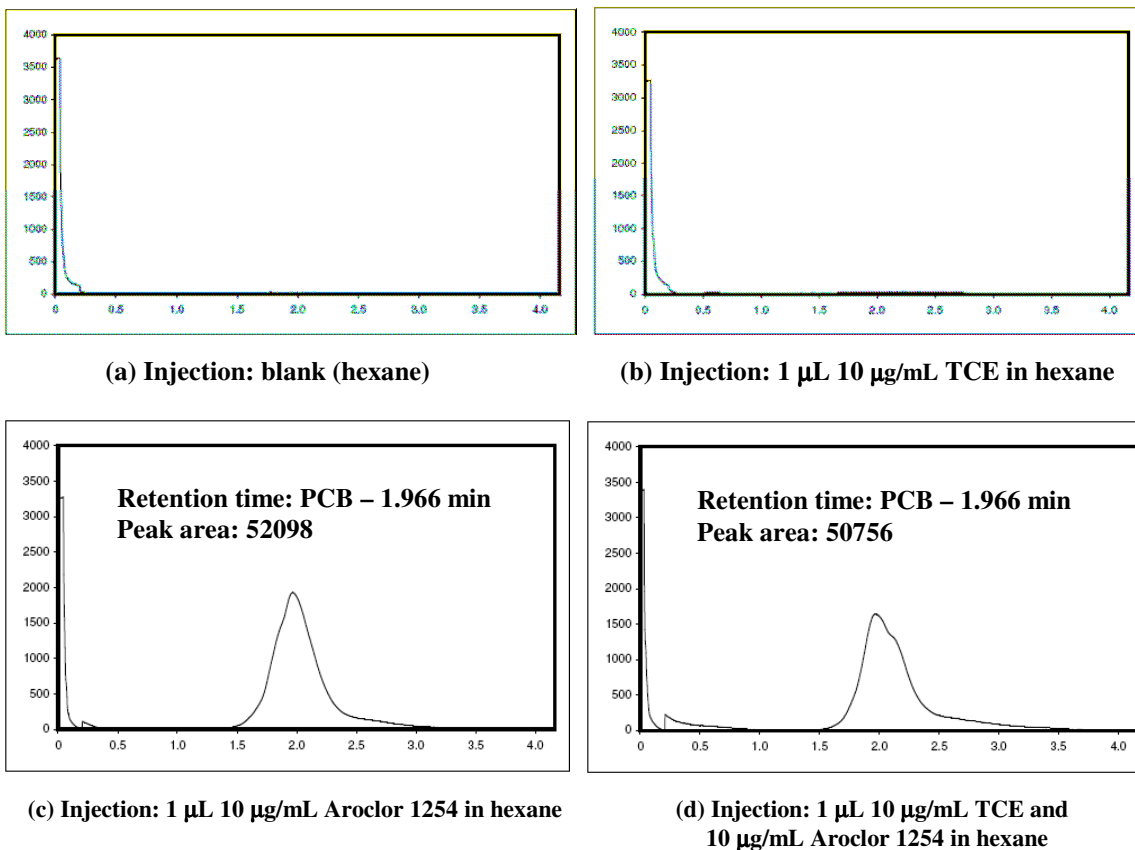 4000
3500
3000
2500
2000
1500
1000
500
0
0 0.5 1.0 1.5 2.0 2.5 3.0 3.5 4.0
(a) Injection: blank (hexane)
4000
3500
3000
2500
2000
1500
1000
500
0
0 0.5 1.0 1.5 2.0 2.5 3.0 3.5 4.0
(b) Injection: 1 μL 10 μg/mL TCE in hexane
4000
3500
3000
2500
2000
1500
1000
500
0
Retention time: PCB – 1.966 min
Peak area: 52098
0 0.5 1.0 1.5 2.0 2.5 3.0 3.5 4.0
(c) Injection: 1 μL 10 μg/mL Aroclor 1254 in hexane
4000
3500
3000
2500
2000
1500
1000
500
0
Retention time: PCB – 1.966 min
Peak area: 50756
0 0.5 1.0 1.5 2.0 2.5 3.0 3.5 4.0
(d) Injection: 1 μL 10 μg/mL TCE and
10 μg/mL Aroclor 1254 in hexane